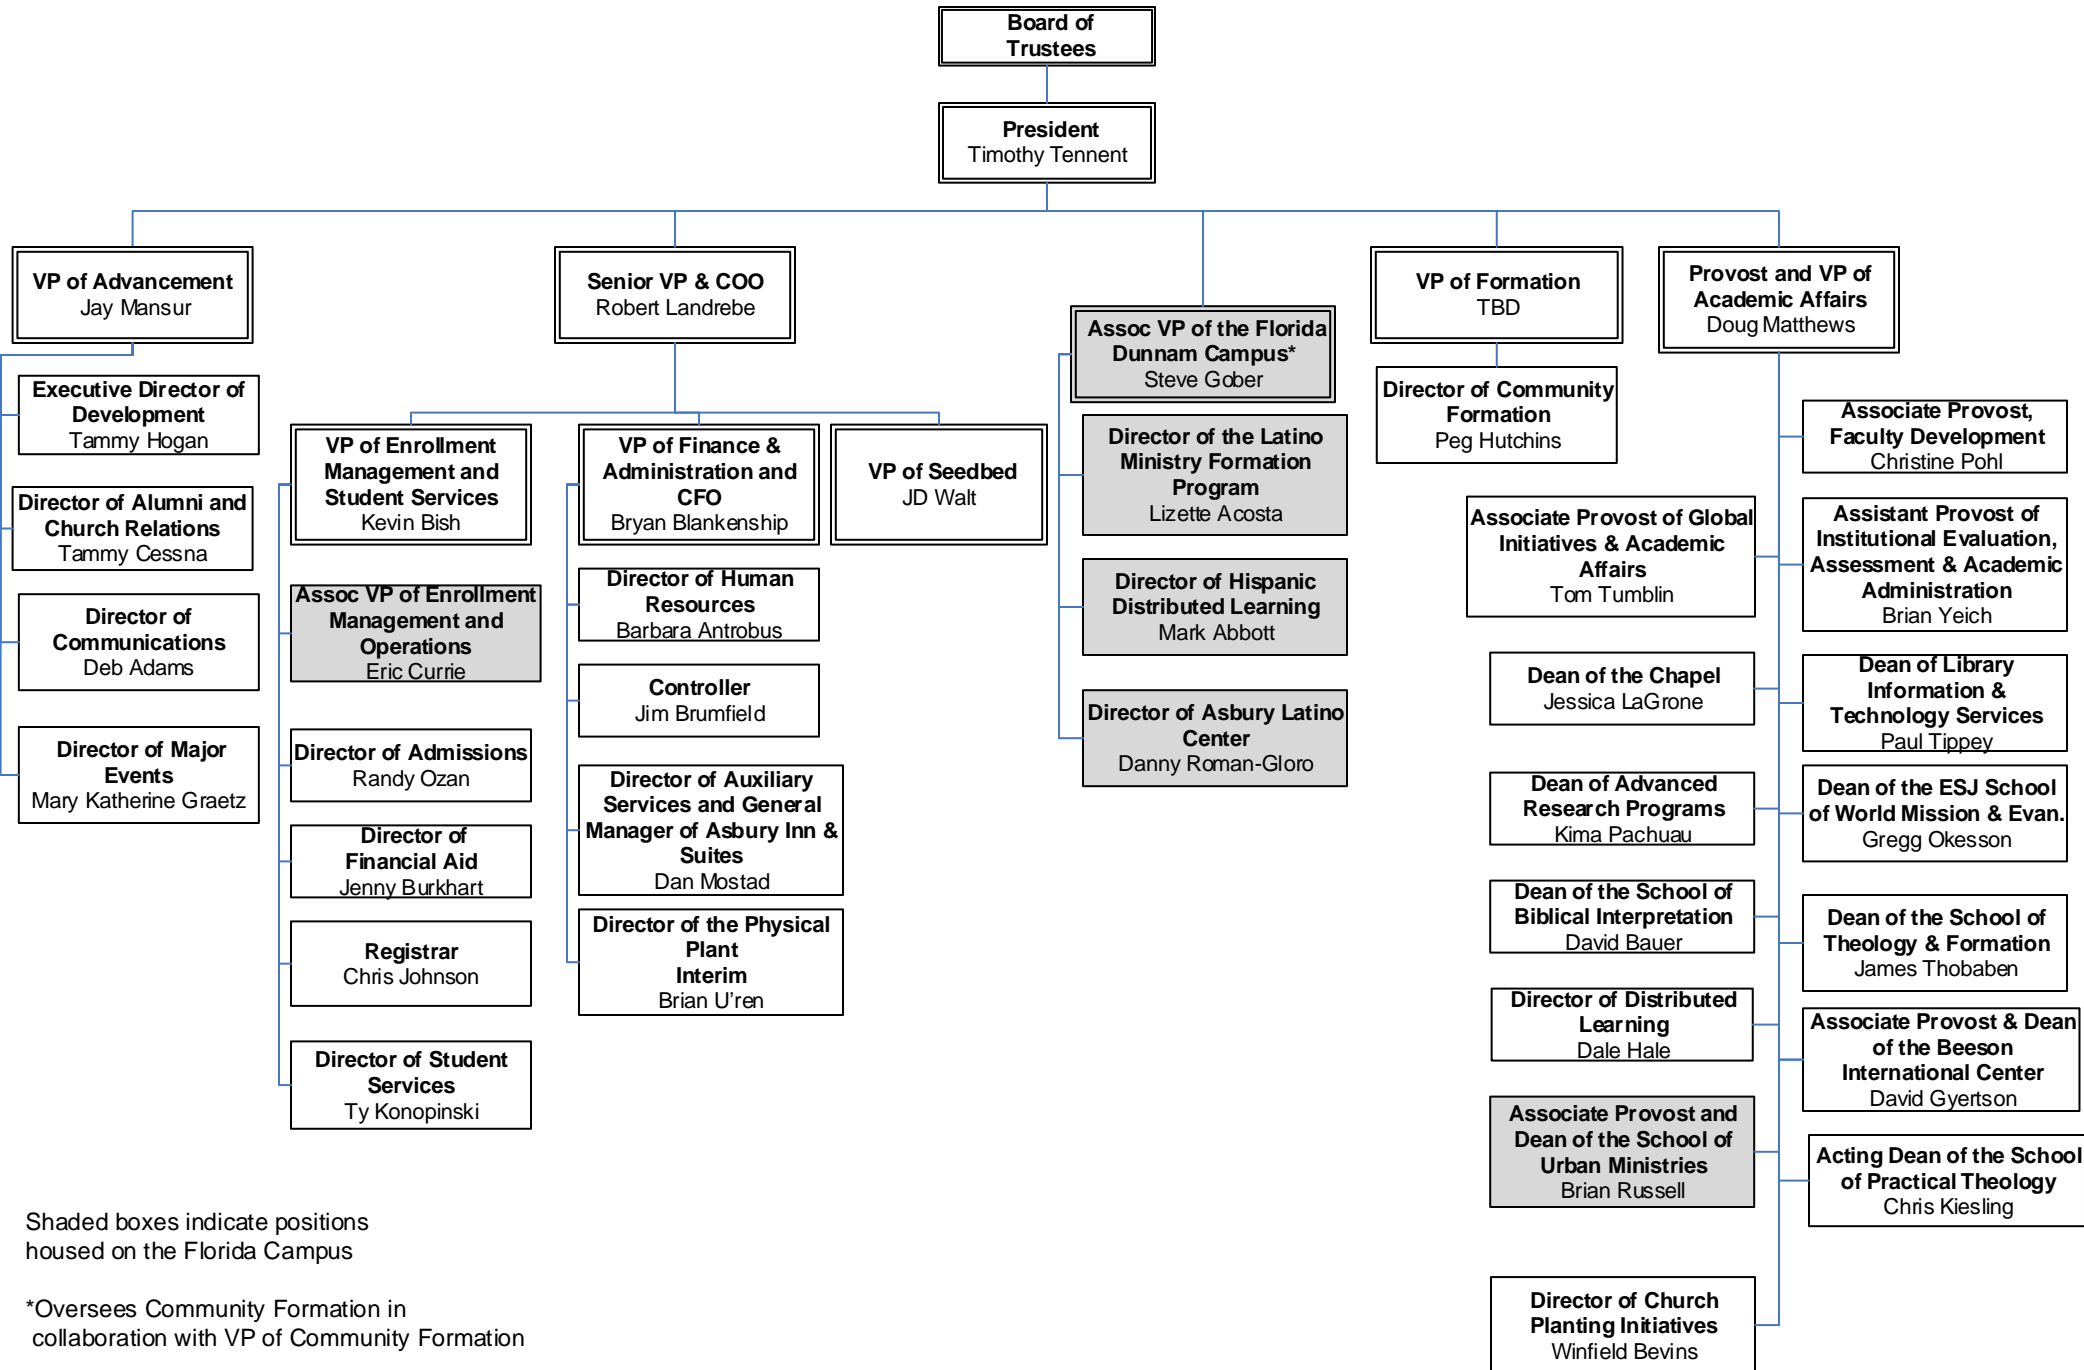 Board of
Trustees
President
Timothy Tennent
VP of Advancement
Jay Mansur
Senior VP & COO
Robert Landrebe
Assoc VP of the Florida
Dunnam Campus*
Steve Gober
VP of Formation
TBD
Provost and VP of
Academic Affairs
Doug Matthews
Executive Director of
Development
Tammy Hogan
Director of Alumni and
Church Relations
Tammy Cessna
Director of
Communications
Deb Adams
Director of Major
Events
Mary Katherine Graetz
VP of Enrollment
Management and
Student Services
Kevin Bish
Assoc VP of Enrollment
Management and
Operations
Eric Currie
Director of Admissions
Randy Ozan
Director of
Financial Aid
Jenny Burkhart
Registrar
Chris Johnson
Director of Student
Services
Ty Konopinski
VP of Finance &
Administration and
CFO
Bryan Blankenship
Director of Human
Resources
Barbara Antrobus
Controller
Jim Brumfield
Director of Auxiliary
Services and General
Manager of Asbury Inn &
Suites
Dan Mostad
Director of the Physical
Plant
Interim
Brian U’ren
VP of Seedbed
JD Walt
Director of the Latino
Ministry Formation
Program
Lizette Acosta
Director of Hispanic
Distributed Learning
Mark Abbott
Director of Asbury Latino
Center
Danny Roman-Gloro
Director of Community
Formation
Peg Hutchins
Associate Provost of Global
Initiatives & Academic
Affairs
Tom Tumblin
Dean of the Chapel
Jessica LaGrone
Dean of Advanced
Research Programs
Kima Pachuau
Dean of the School of
Biblical Interpretation
David Bauer
Director of Distributed
Learning
Dale Hale
Associate Provost and
Dean of the School of
Urban Ministries
Brian Russell
Director of Church
Planting Initiatives
Winfield Bevins
Associate Provost,
Faculty Development
Christine Pohl
Assistant Provost of
Institutional Evaluation,
Assessment & Academic
Administration
Brian Yeich
Dean of Library
Information &
Technology Services
Paul Tippey
Dean of the ESJ School
of World Mission & Evan.
Gregg Okesson
Dean of the School of
Theology & Formation
James Thobaben
Associate Provost & Dean
of the Beeson
International Center
David Gyertson
Acting Dean of the School
of Practical Theology
Chris Kiesling
Shaded boxes indicate positions
housed on the Florida Campus
*Oversees Community Formation in
collaboration with VP of Community Formation